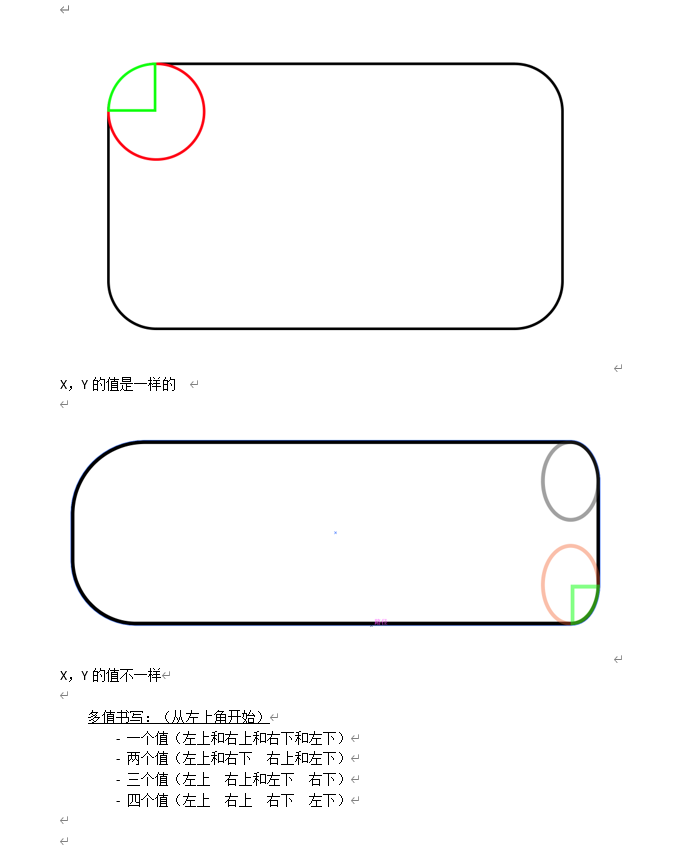 X，Y 的值是一样的
X，Y 的值不一样
多值书写：（从左上角开始）
- 一个值（左上和右上和右下和左下）
- 两个值（左上和右下　右上和左下）
- 三个值（左上　右上和左下　右下）
- 四个值（左上　右上　右下　左下）